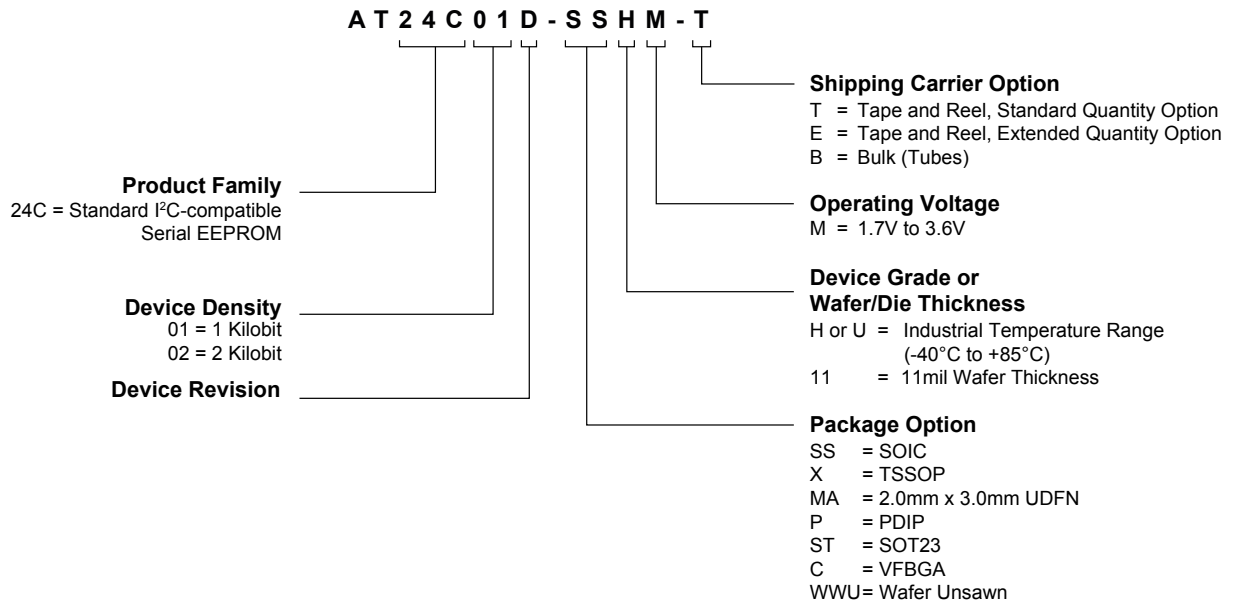 AT24C01D-SSHM-T
Shipping Carrier Option
T = Tape and Reel, Standard Quantity Option
E = Tape and Reel, Extended Quantity Option
B = Bulk (Tubes)
Product Family
24C = Standard I²C-compatible
Serial EEPROM
Operating Voltage
M = 1.7V to 3.6V
Device Density
01 = 1 Kilobit
02 = 2 Kilobit
Device Revision
Device Grade or
Wafer/Die Thickness
H or U = Industrial Temperature Range
(-40°C to +85°C)
11 = 11mil Wafer Thickness
Package Option
SS = SOIC
X = TSSOP
MA = 2.0mm x 3.0mm UDFN
P = PDIP
ST = SOT23
C = VFBGA
WWU= Wafer Unsawn